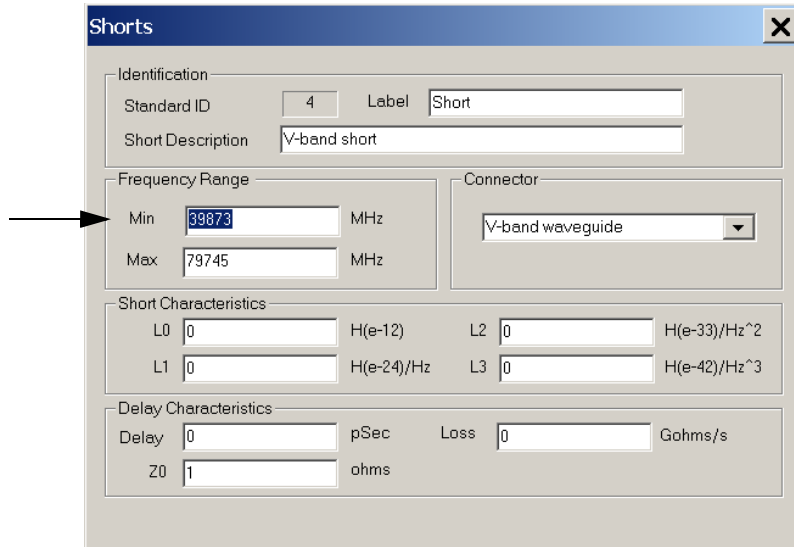 Shorts
Identification
Standard ID 4 Label Short
Short Description V-band short
Frequency Range
Min 39873 MHz
Max 79745 MHz
Connector
V-band waveguide
Short Characteristics
L0 0 H(e-12) L2 0 H(e-33)/Hz^2
L1 0 H(e-24)/Hz L3 0 H(e-42)/Hz^3
Delay Characteristics
Delay 0 pSec Loss 0 Gohms/s
Z0 1 ohms